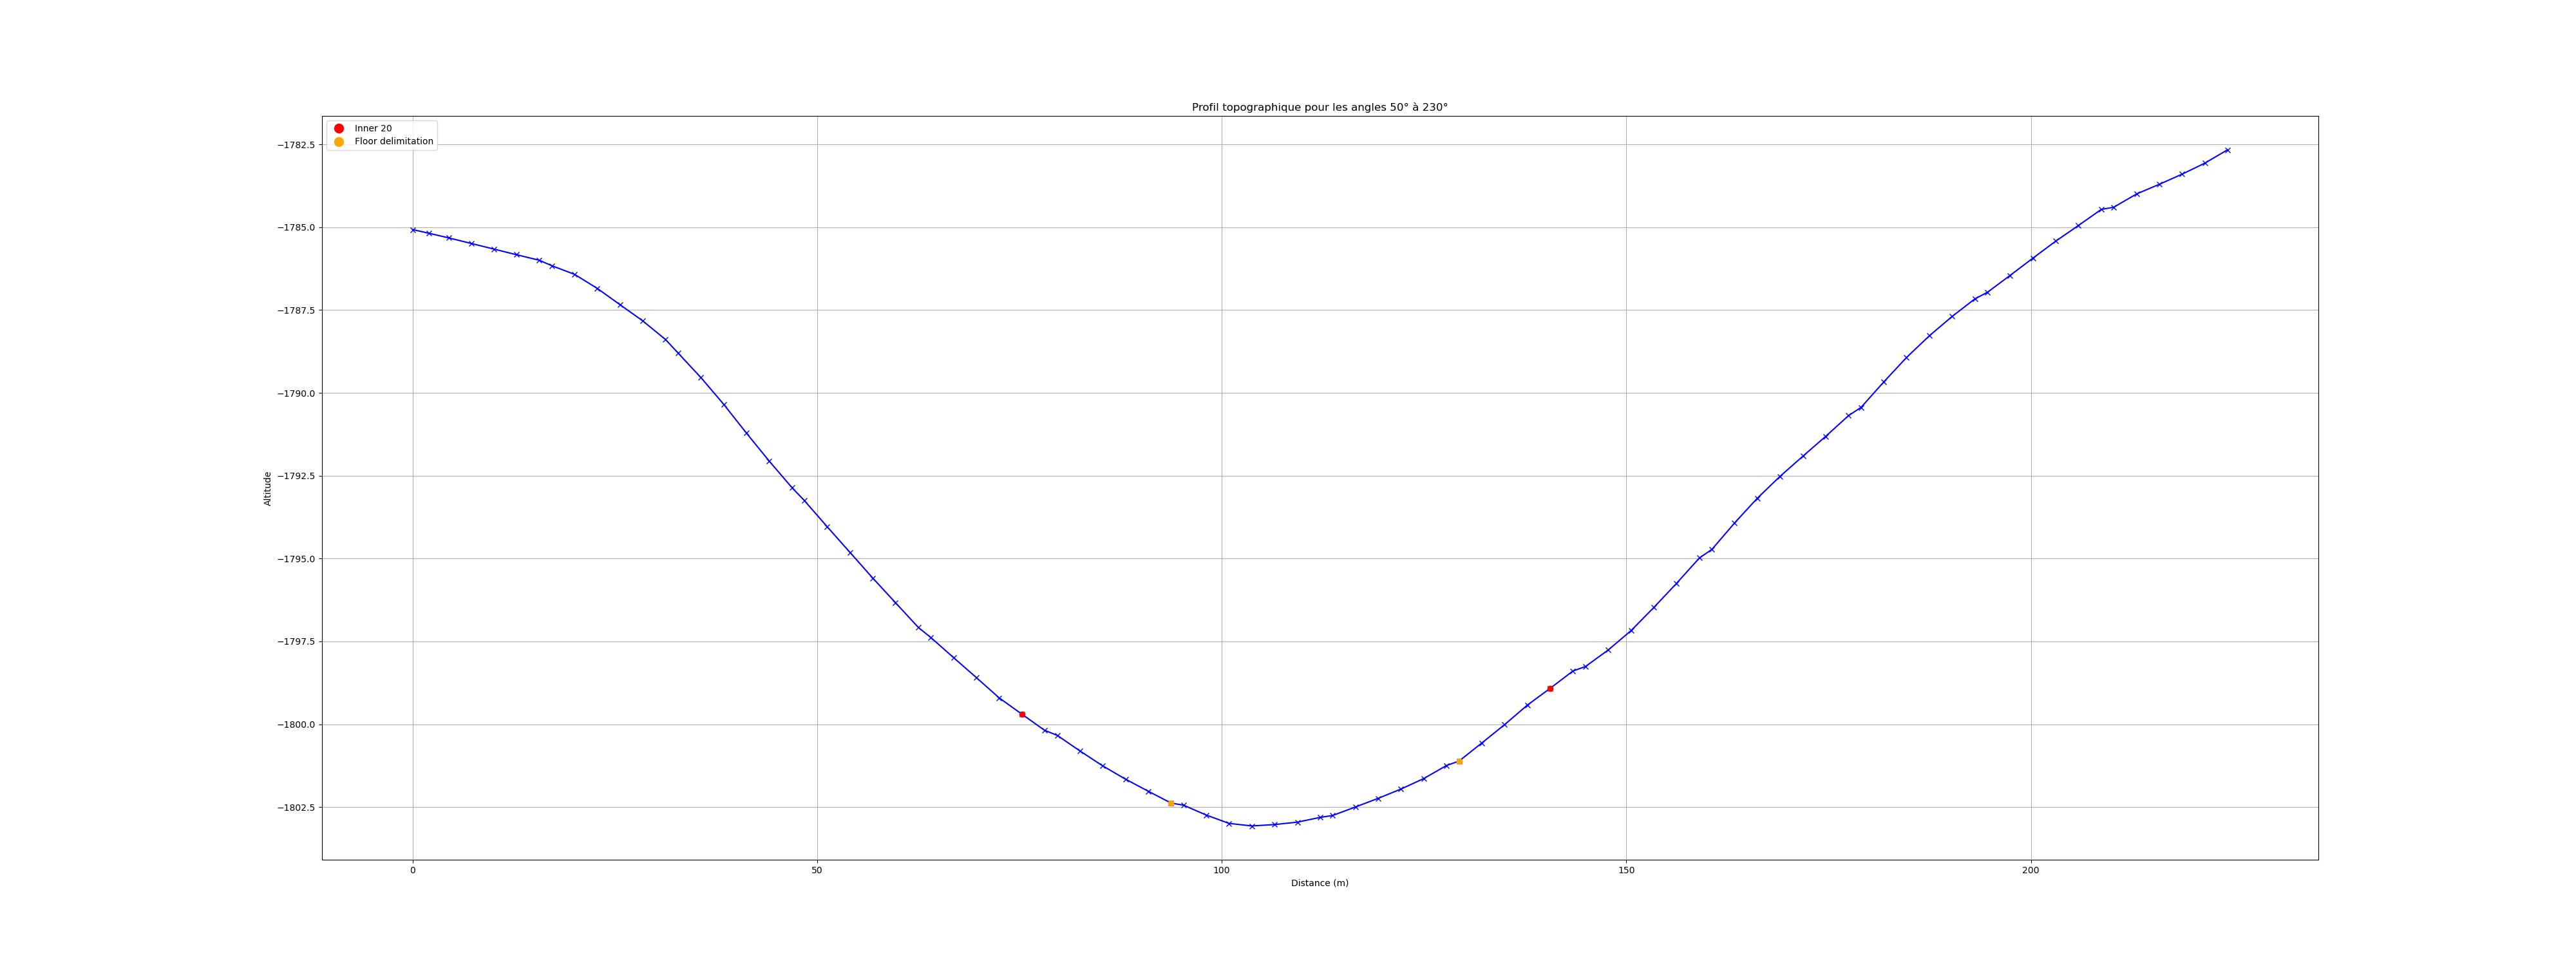 Profil topographique pour les angles 50° à 230°
Inner 20
Floor delimitation
−1782.5
−1785.0
−1787.5
−1790.0
−1792.5
−1795.0
−1797.5
−1800.0
−1802.5
Altitude
0 50 100 150 200
Distance (m)